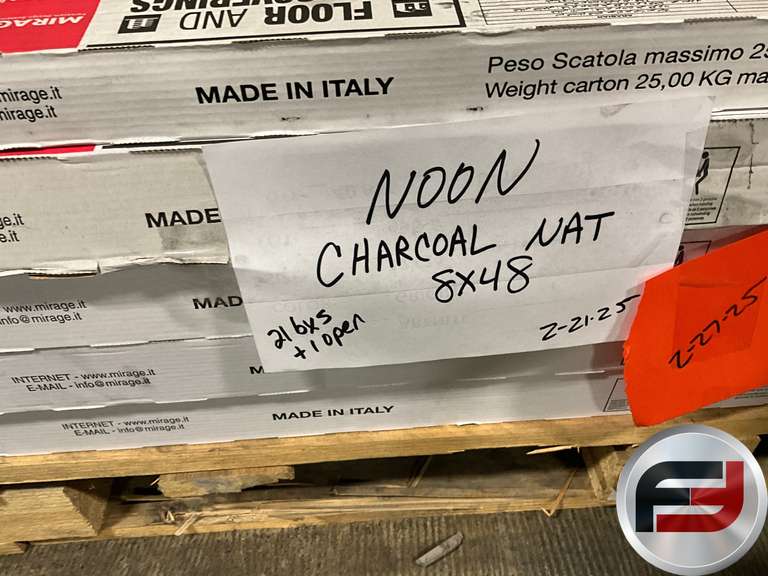 MIRAGE
FLOOR AND
COVERINGS
mirage.it
mirage.it
MADE IN ITALY
Peso Scatola massimo 25
Weight carton 25,00 KG ma
NOON
CHARCOAL NAT
8X48
21 bxs
+ 1 open
2-21-25
2-27-25
MADE
MAD
www.mirage.it
info@mirage.it
INTERNET - www.mirage.it
E-MAIL - info@mirage.it
INTERNET - www.mirage.it
E-MAIL - info@mirage.it
MADE IN ITALY